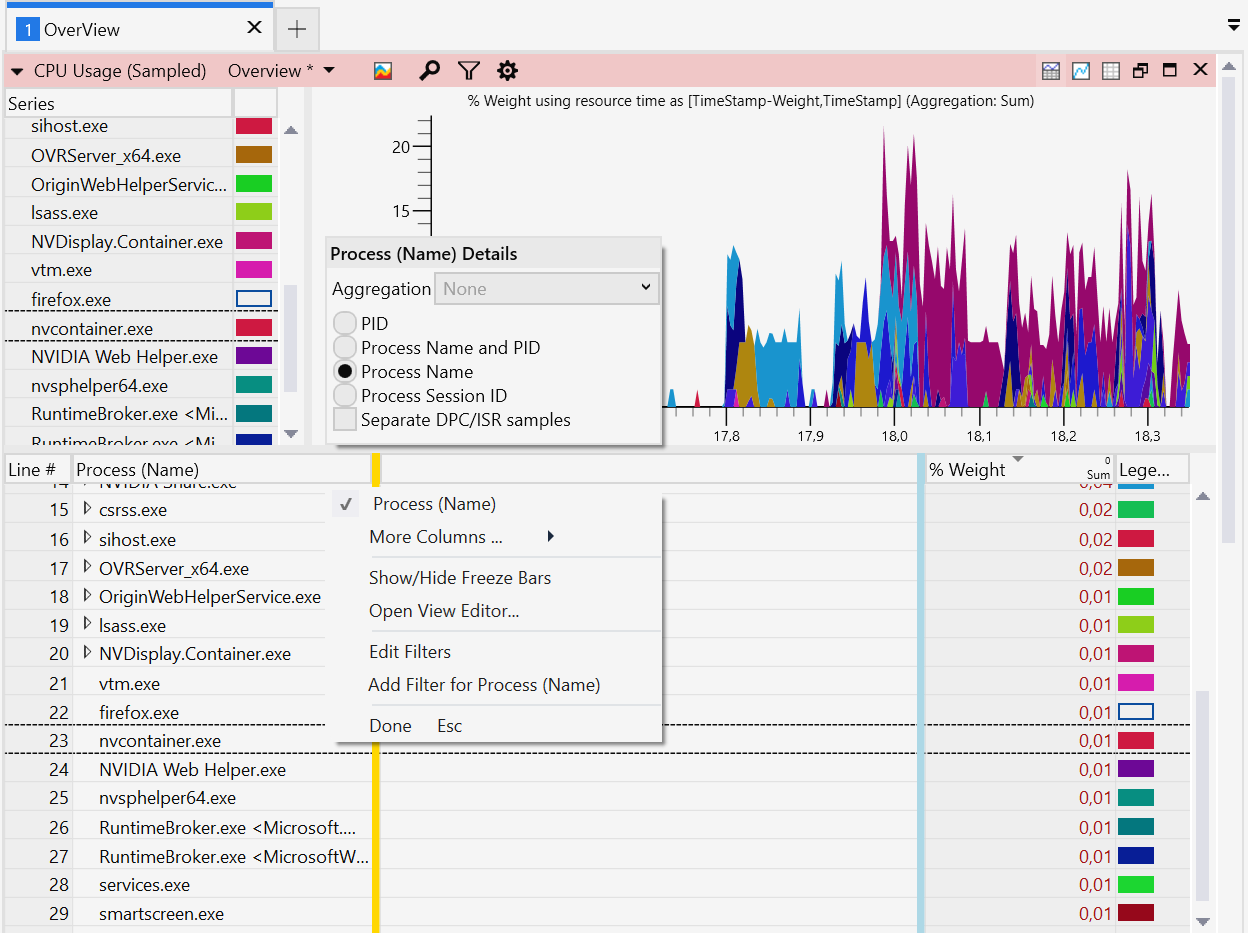 1 OverView
CPU Usage (Sampled) Overview *
Series
sihost.exe
OVRServer_x64.exe
OriginWebHelperServic...
lsass.exe
NVDisplay.Container.exe
vtm.exe
firefox.exe
nvcontainer.exe
NVIDIA Web Helper.exe
nvsphelper64.exe
RuntimeBroker.exe <Mi...
RuntimeBroker.exe <Mi...
% Weight using resource time as [TimeStamp-Weight,TimeStamp] (Aggregation: Sum)
20
15
17,8 17,9 18,0 18,1 18,2 18,3
Process (Name) Details
Aggregation None
PID
Process Name and PID
Process Name
Process Session ID
Separate DPC/ISR samples
Line # Process (Name) % Weight 0 Sum Lege...
14 NVIDIA Share.exe 0,04
15 csrss.exe 0,02
16 sihost.exe 0,02
17 OVRServer_x64.exe 0,02
18 OriginWebHelperService.exe 0,01
19 lsass.exe 0,01
20 NVDisplay.Container.exe 0,01
21 vtm.exe 0,01
22 firefox.exe 0,01
23 nvcontainer.exe 0,01
24 NVIDIA Web Helper.exe 0,01
25 nvsphelper64.exe 0,01
26 RuntimeBroker.exe <Microsoft.... 0,01
27 RuntimeBroker.exe <MicrosoftW... 0,01
28 services.exe 0,01
29 smartscreen.exe 0,01
Process (Name)
More Columns ...
Show/Hide Freeze Bars
Open View Editor...
Edit Filters
Add Filter for Process (Name)
Done Esc